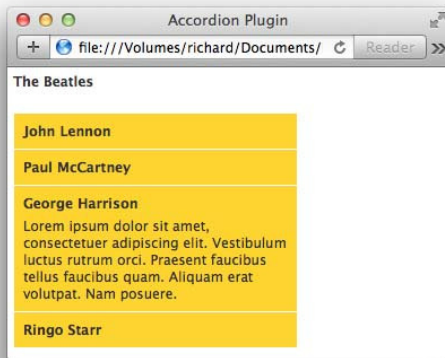 Accordion Plugin
file:///Volumes/richard/Documents/
Reader
The Beatles
John Lennon
Paul McCartney
George Harrison
Lorem ipsum dolor sit amet,
consectetuer adipiscing elit. Vestibulum
luctus rutrum orci. Praesent faucibus
tellus faucibus quam. Aliquam erat
volutpat. Nam posuere.
Ringo Starr